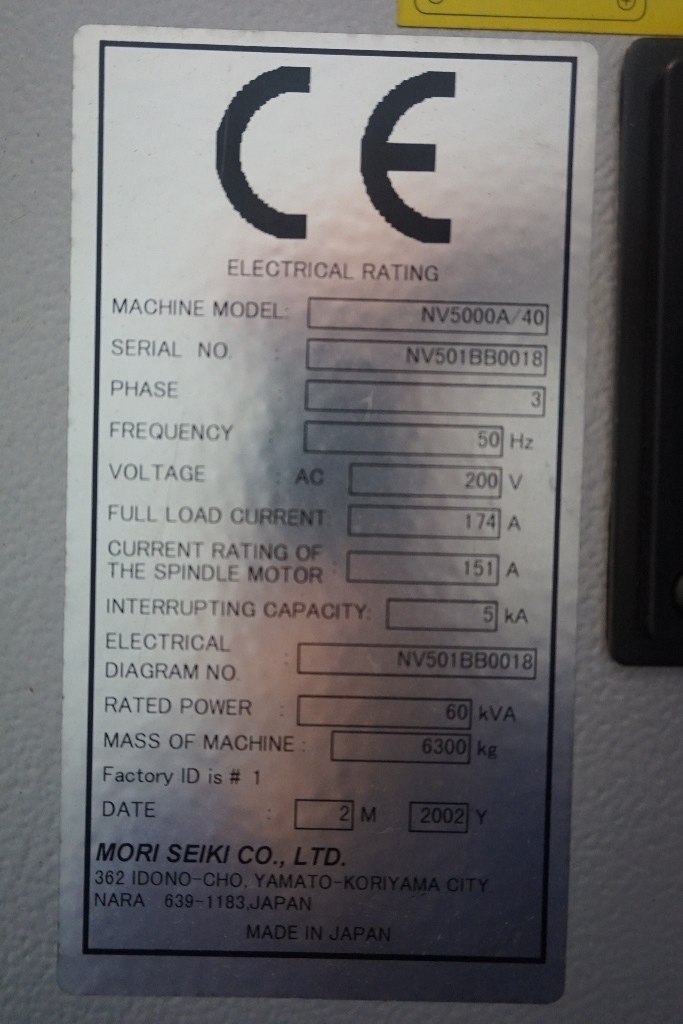 CE
ELECTRICAL RATING
MACHINE MODEL: NV5000A/40
SERIAL NO. : NV501BB0018
PHASE : 3
FREQUENCY : 50 Hz
VOLTAGE : AC 200 V
FULL LOAD CURRENT: 174 A
CURRENT RATING OF
THE SPINDLE MOTOR : 151 A
INTERRUPTING CAPACITY: 5 kA
ELECTRICAL
DIAGRAM NO. : NV501BB0018
RATED POWER : 60 kVA
MASS OF MACHINE : 6300 kg
Factory ID is # 1
DATE : 2 M 2002 Y
MORI SEIKI CO., LTD.
362 IDONO-CHO, YAMATO-KORIYAMA CITY,
NARA 639-1183,JAPAN
MADE IN JAPAN